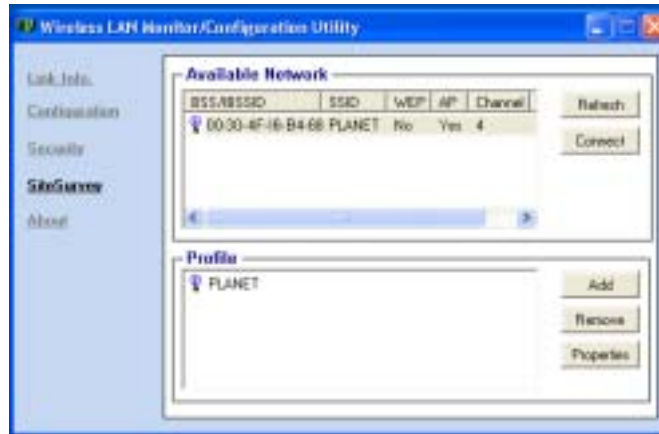 Wireless LAN Monitor/Configuration Utility
Link Info.
Configuration
Security
SiteSurvey
About
Available Network
BSS/IBSSID SSID WEP AP Channel
00-30-4F-16-B4-68 PLANET No Yes 4
Refresh
Connect
Profile
PLANET
Add
Remove
Properties